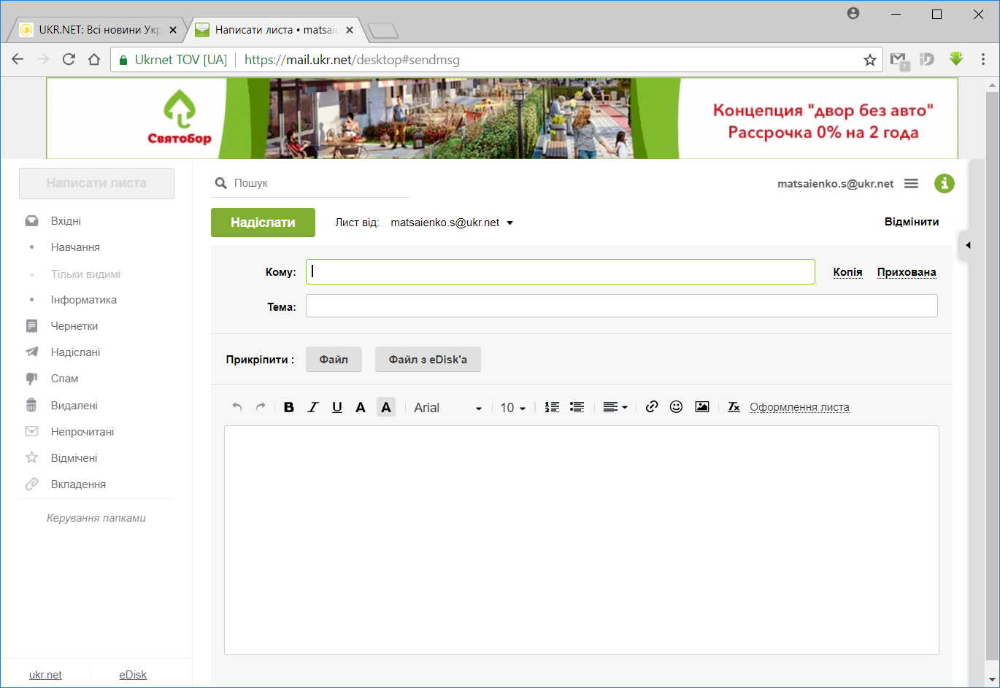 UKR.NET: Всі новини Укр
Написати листа • matsaie
Ukrnet TOV [UA]
https://mail.ukr.net/desktop#sendmsg
СвятоБор
Концепция "двор без авто"
Рассрочка 0% на 2 года
Написати листа
Пошук
matsaienko.s@ukr.net
Надіслати
Лист від: matsaienko.s@ukr.net
Відмінити
Вхідні
Навчання
Тільки видимі
Інформатика
Чернетки
Надіслані
Спам
Видалені
Непрочитані
Відмічені
Вкладення
Керування папками
Кому:
Копія
Прихована
Тема:
Прикріпити :
Файл
Файл з eDisk'a
B I U A A Arial 10
Оформлення листа
ukr.net
eDisk